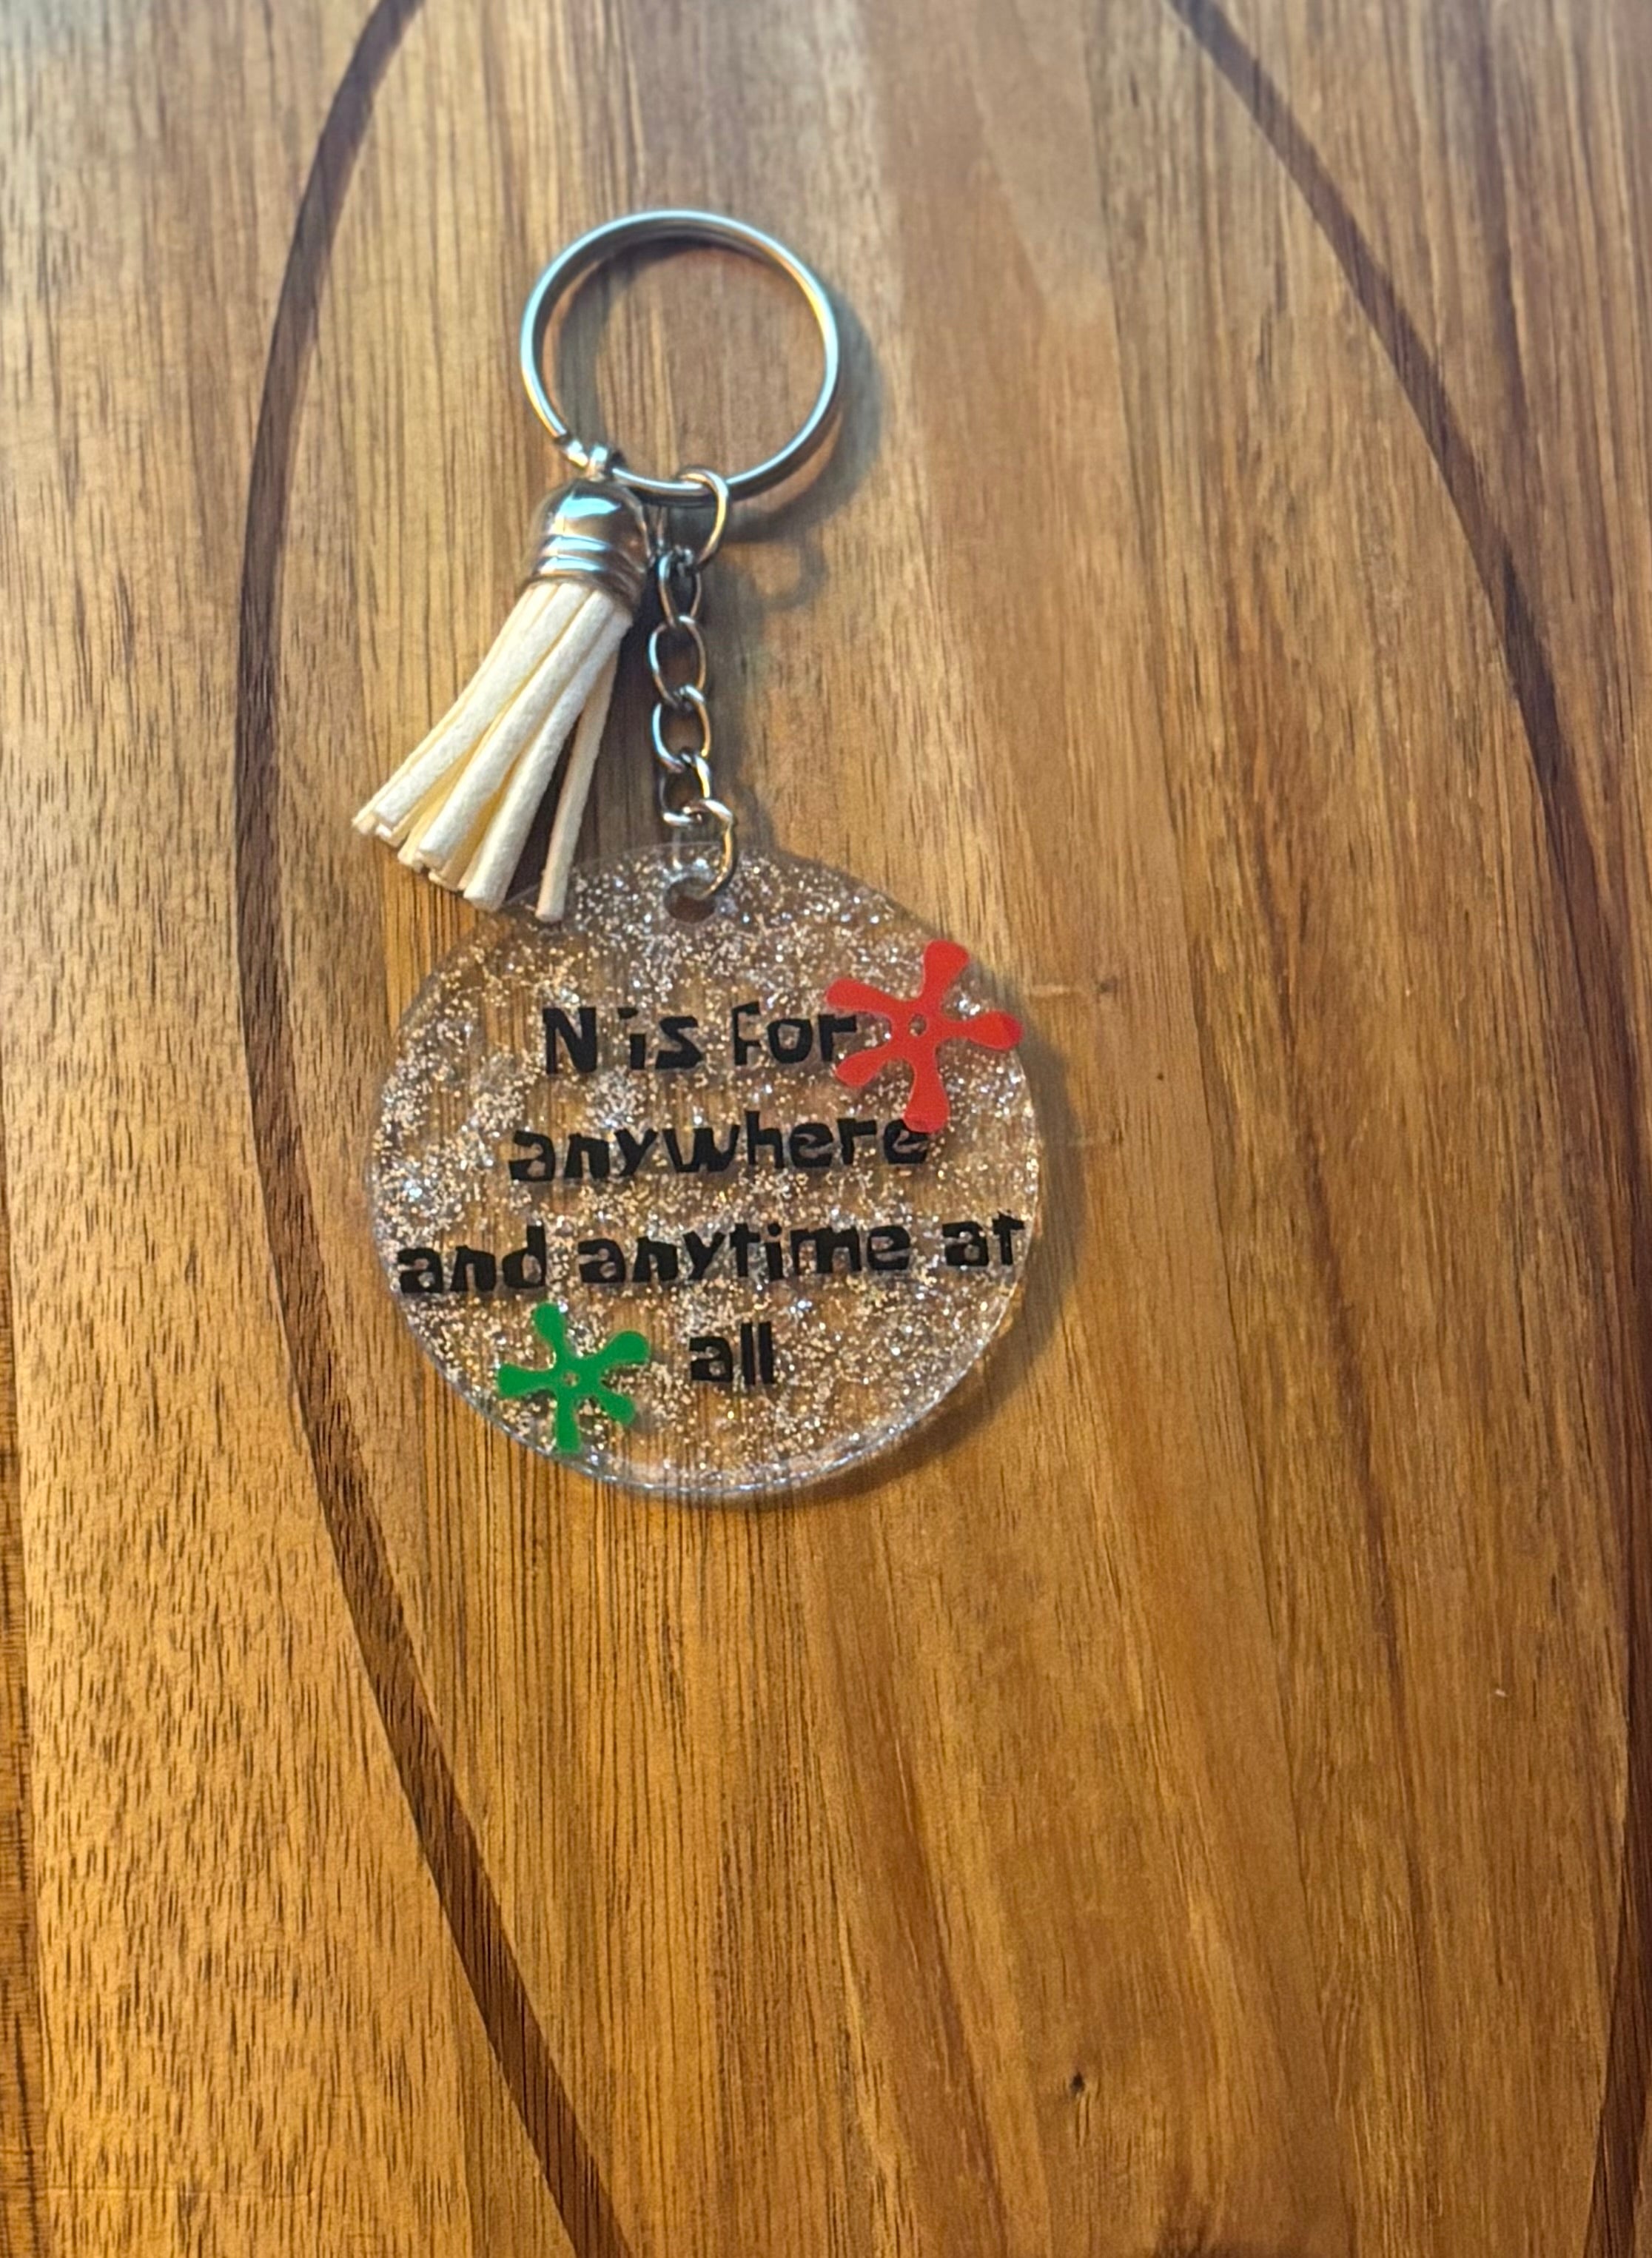 N is for
anywhere
and anytime at
all